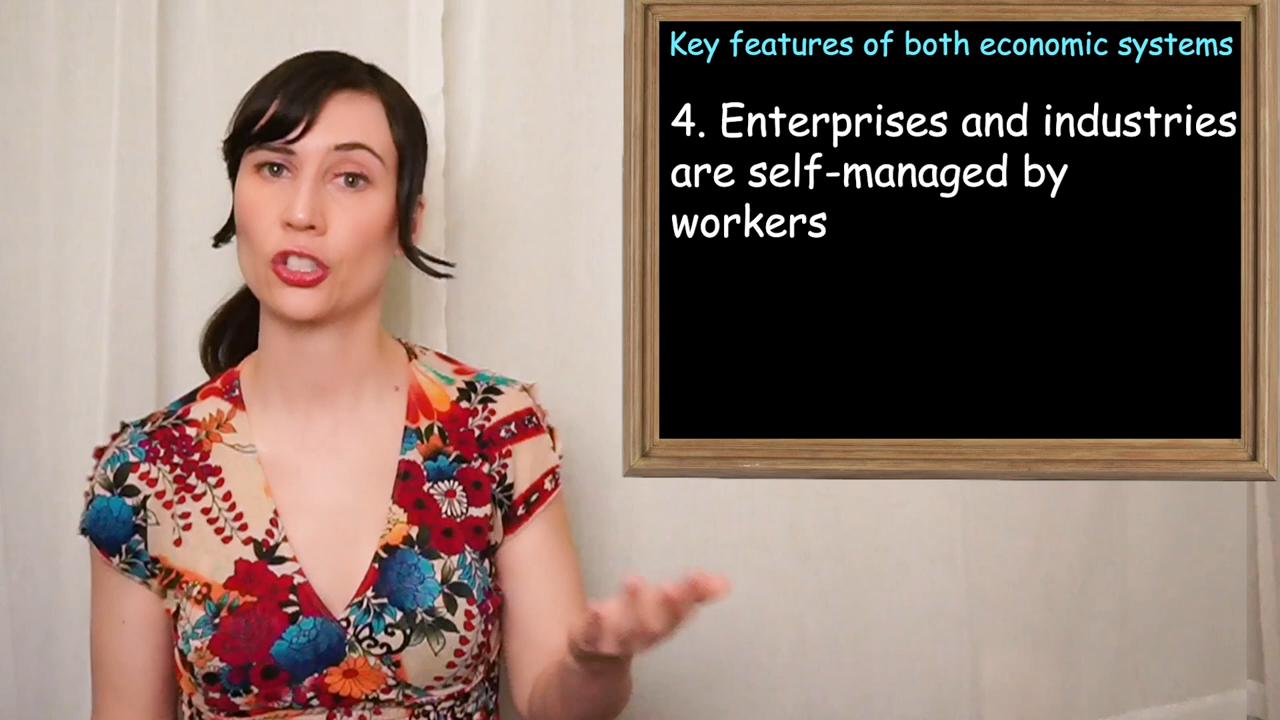 Key features of both economic systems
4. Enterprises and industries
are self-managed by
workers